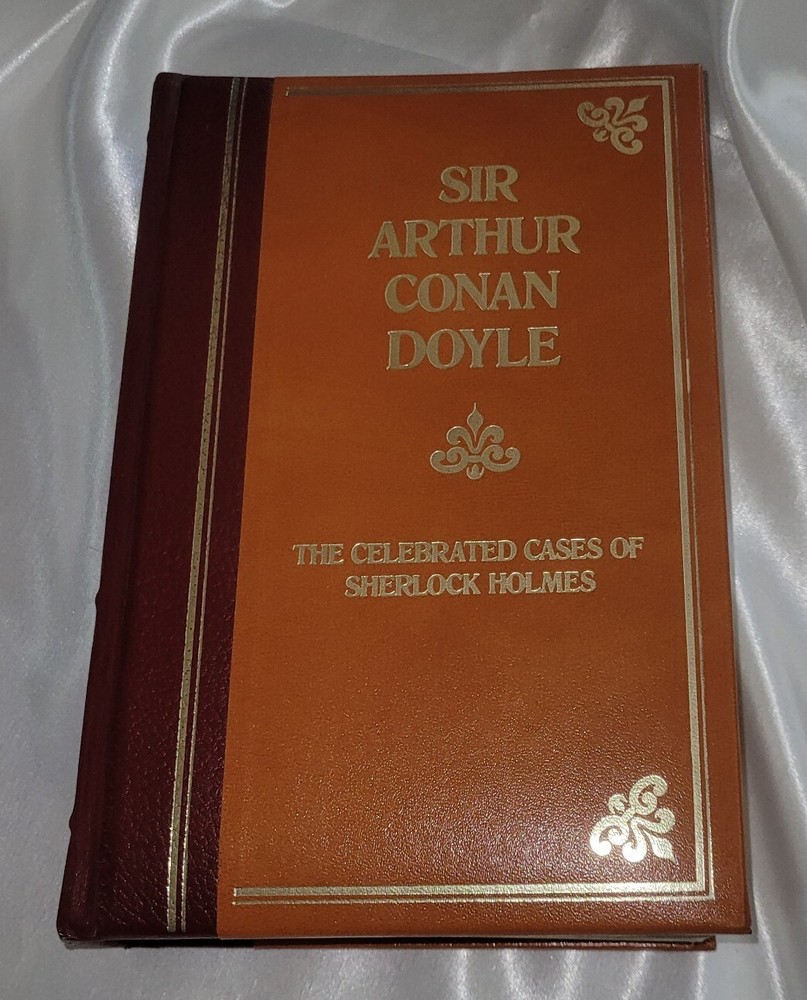 SIR
ARTHUR
CONAN
DOYLE
THE CELEBRATED CASES OF
SHERLOCK HOLMES